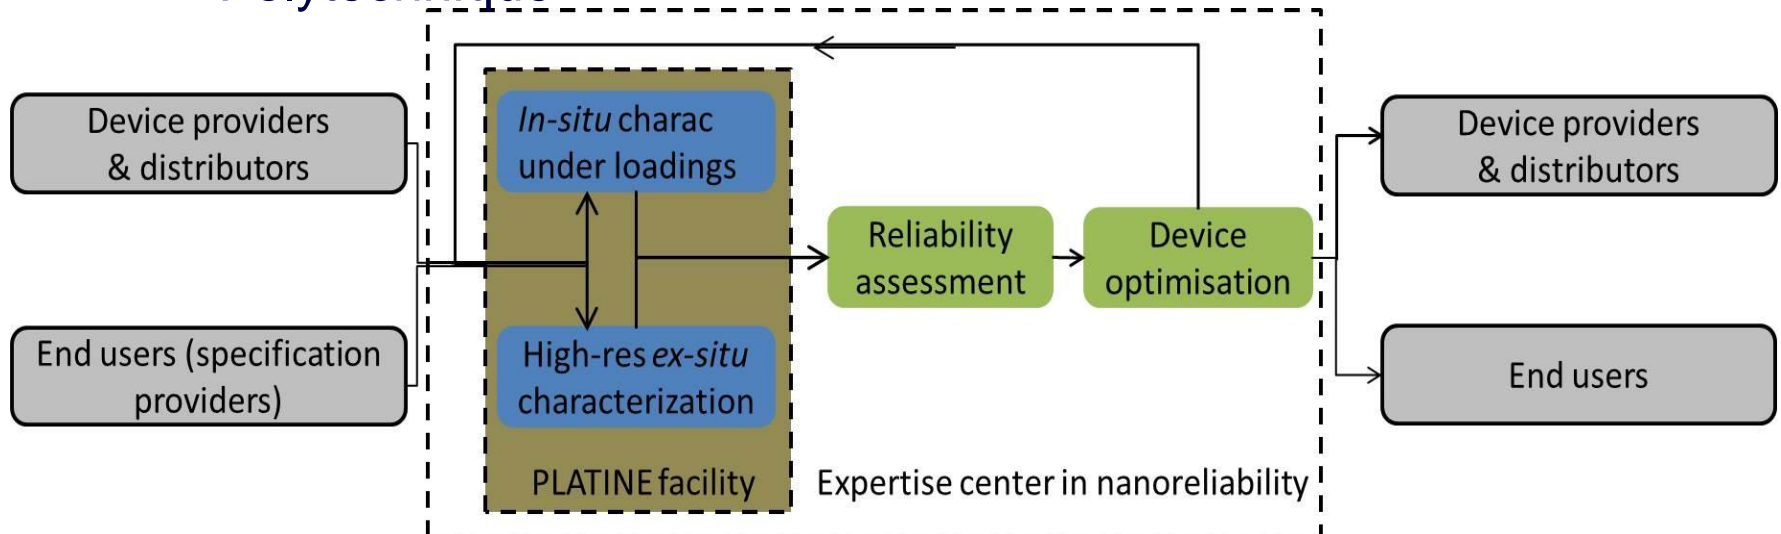 Polytechnique
Device providers
& distributors
End users (specification
providers)
In-situ charac
under loadings
High-res ex-situ
characterization
PLATINE facility
Reliability
assessment
Device
optimisation
Expertise center in nanoreliability
Device providers
& distributors
End users